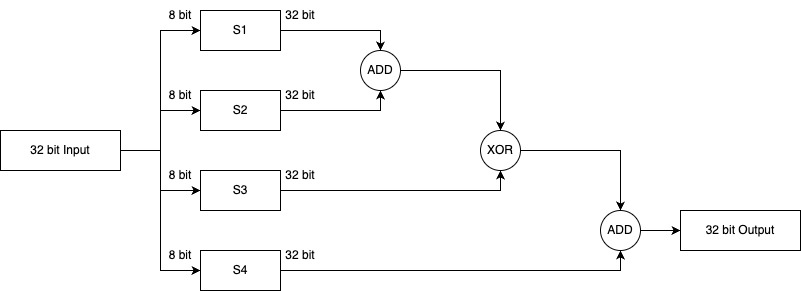 8 bit
S1
32 bit
ADD
8 bit
S2
32 bit
32 bit Input
XOR
8 bit
S3
32 bit
ADD
32 bit Output
8 bit
S4
32 bit